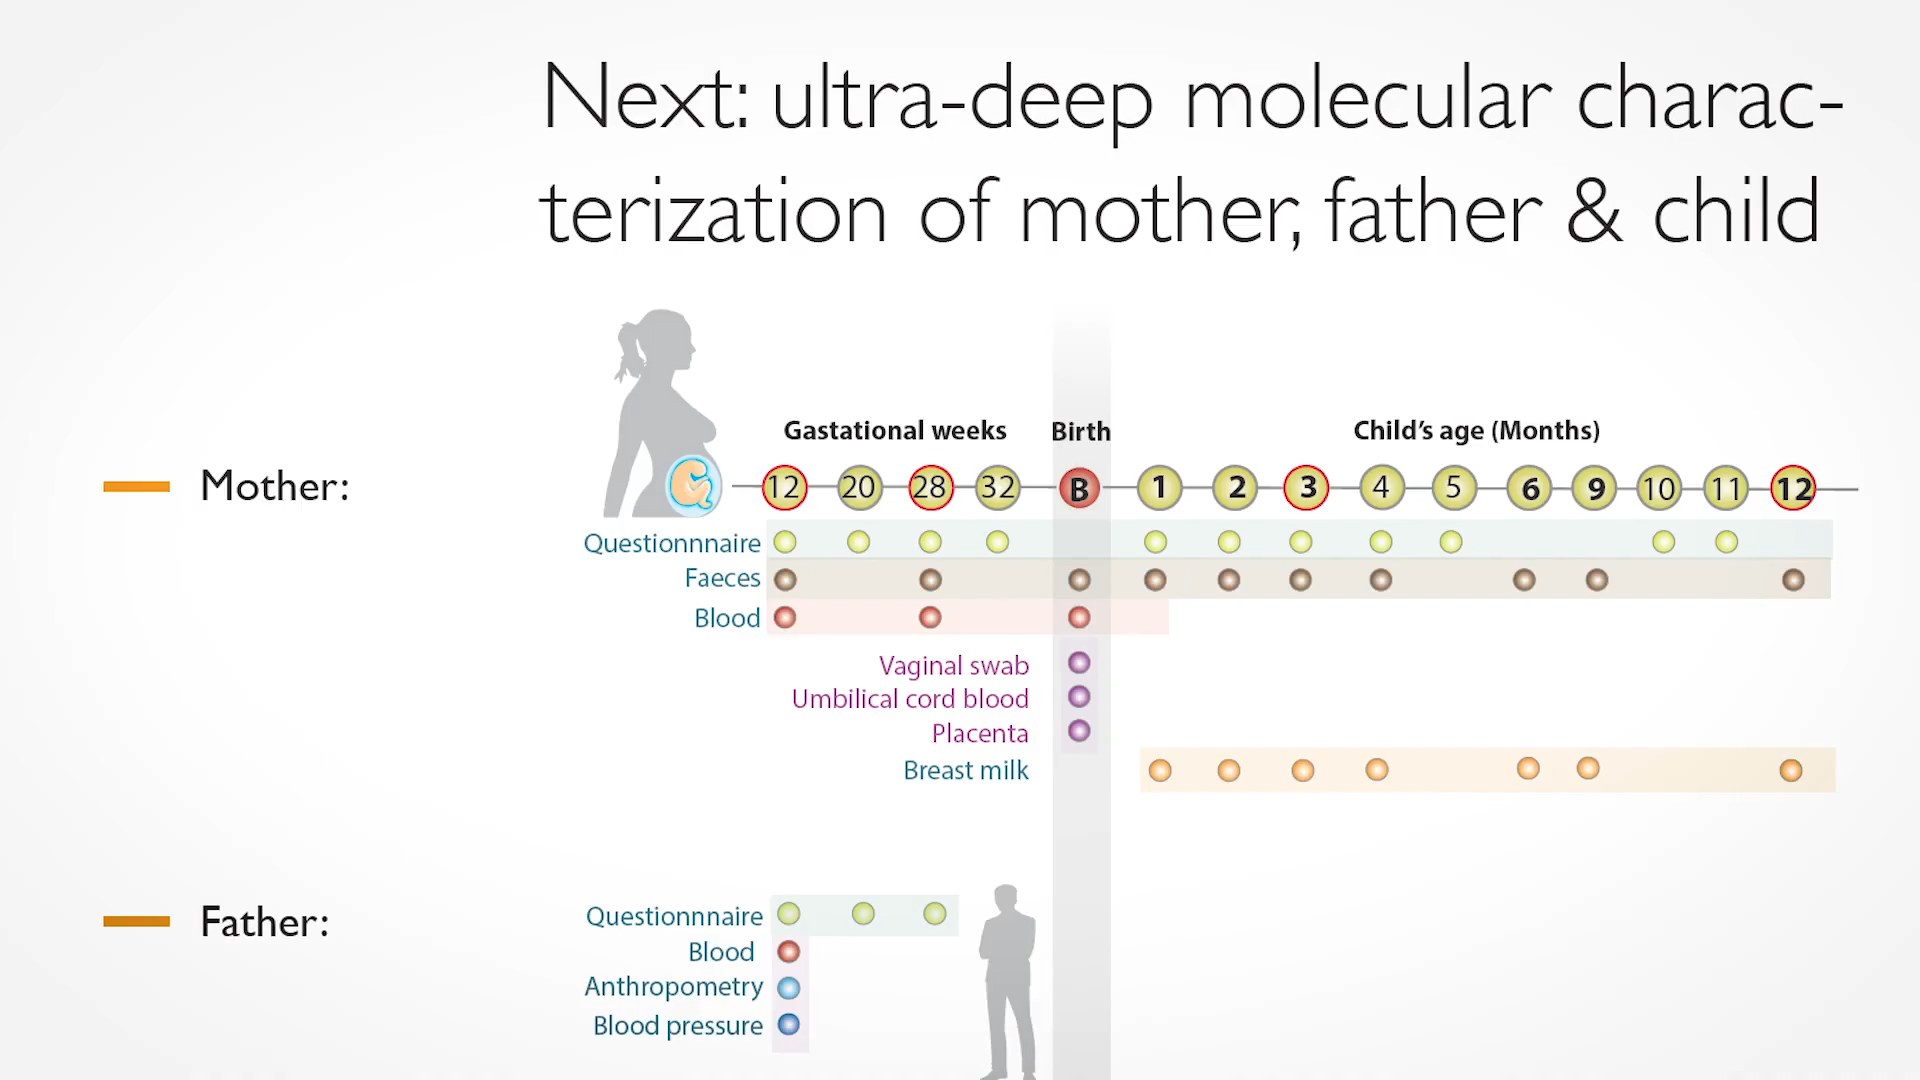 Next: ultra-deep molecular charac-
terization of mother, father & child
Gastational weeks Birth Child's age (Months)
Mother: 12 20 28 32 B 1 2 3 4 5 6 9 10 11 12
Questionnnaire
Faeces
Blood
Vaginal swab
Umbilical cord blood
Placenta
Breast milk
Father: Questionnnaire
Blood
Anthropometry
Blood pressure